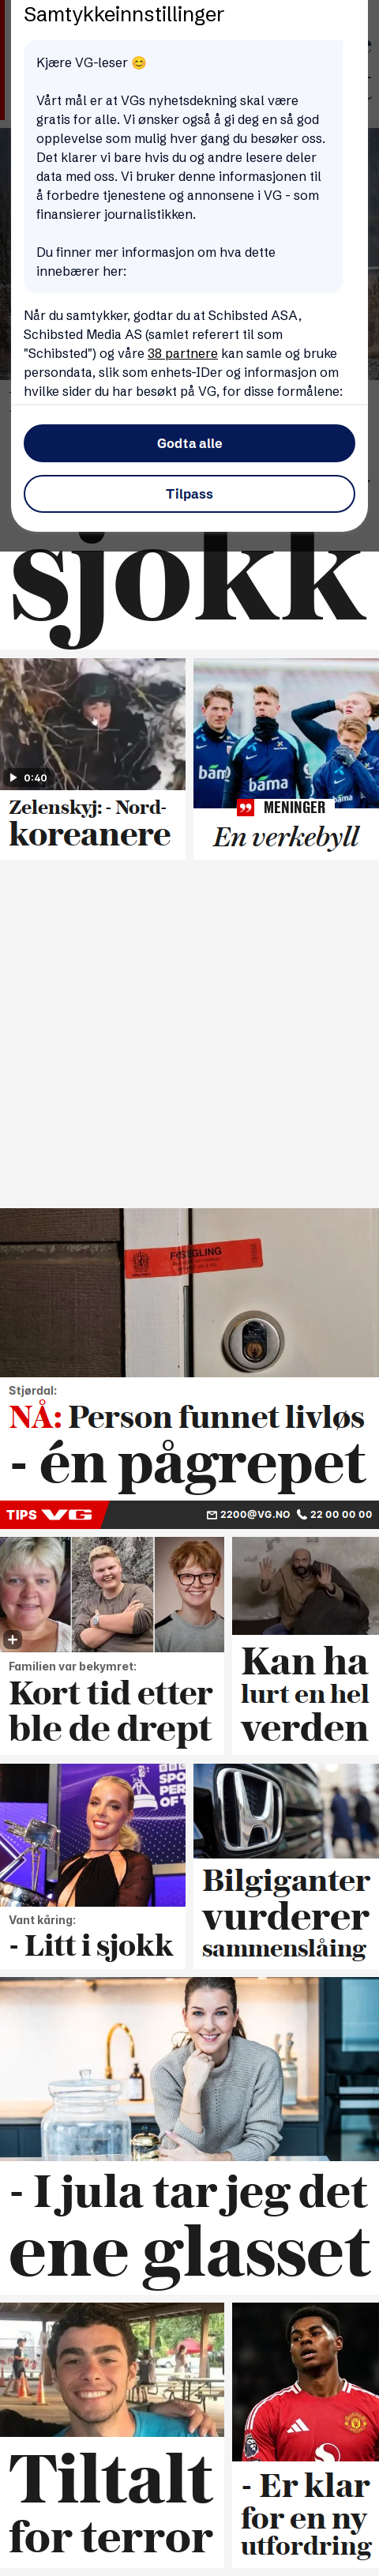 Samtykkeinnstillinger
Kjære VG-leser 😊
Vårt mål er at VGs nyhetsdekning skal være
gratis for alle. Vi ønsker også å gi deg en så god
opplevelse som mulig hver gang du besøker oss.
Det klarer vi bare hvis du og andre lesere deler
data med oss. Vi bruker denne informasjonen til
å forbedre tjenestene og annonsene i VG - som
finansierer journalistikken.
Du finner mer informasjon om hva dette
innebærer her:
Når du samtykker, godtar du at Schibsted ASA,
Schibsted Media AS (samlet referert til som
"Schibsted") og våre 38 partnere kan samle og bruke
persondata, slik som enhets-IDer og informasjon om
hvilke sider du har besøkt på VG, for disse formålene:
Godta alle
Tilpass
sjokk
0:40
Zelenskyj: - Nord-
koreanere
bama
bama
MENINGER
En verkebyll
FORSEGLING
Stjørdal:
NÅ: Person funnet livløs
- én pågrepet
TIPS VG
2200@VG.NO
22 00 00 00
Familien var bekymret:
Kort tid etter
ble de drept
Kan ha
lurt en hel
verden
BBC
Vant kåring:
- Litt i sjokk
Bilgiganter
vurderer
sammenslåing
- I jula tar jeg det
ene glasset
Tiltalt
for terror
- Er klar
for en ny
utfordring